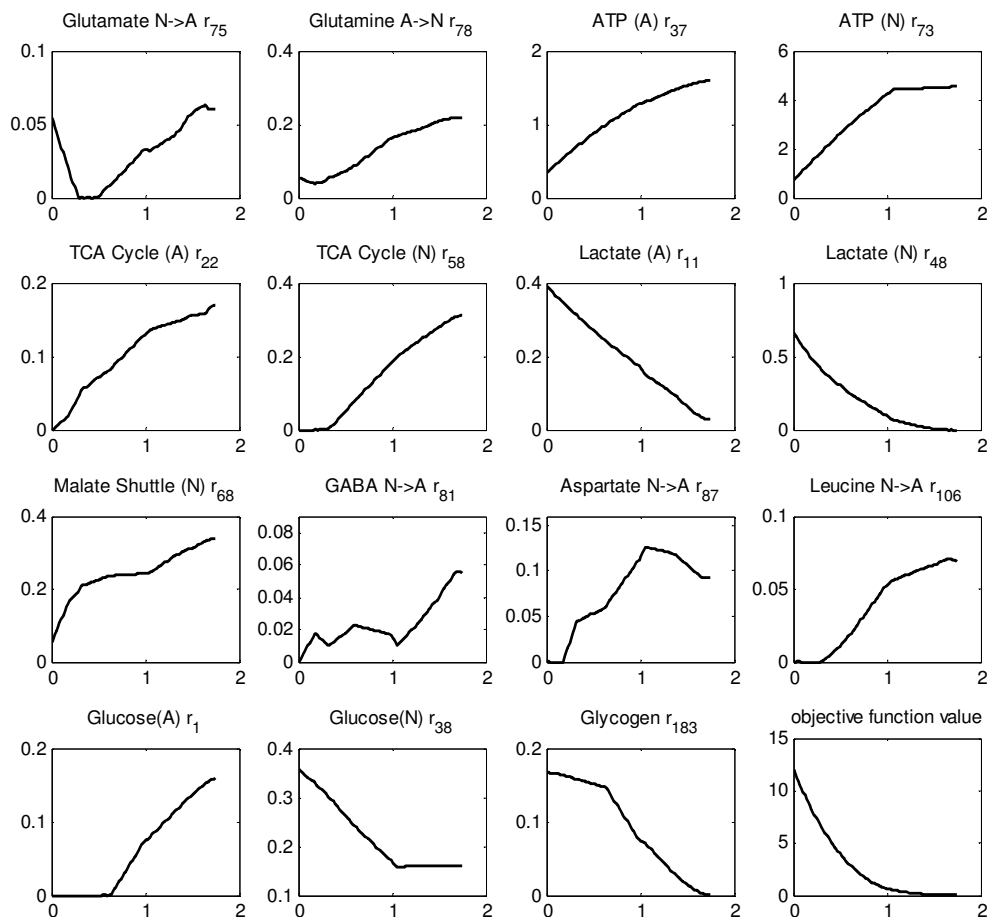 Glutamate N->A r75
Glutamine A->N r78
ATP (A) r37
ATP (N) r73
0.1
0.05
0
0 1 2
0.4
0.2
0
0 1 2
2
1
0
0 1 2
6
4
2
0
0 1 2
TCA Cycle (A) r22
TCA Cycle (N) r58
Lactate (A) r11
Lactate (N) r48
0.2
0.1
0
0 1 2
0.4
0.2
0
0 1 2
0.4
0.2
0
0 1 2
1
0.5
0
0 1 2
Malate Shuttle (N) r68
GABA N->A r81
Aspartate N->A r87
Leucine N->A r106
0.4
0.2
0
0 1 2
0.08
0.06
0.04
0.02
0
0 1 2
0.15
0.1
0.05
0
0 1 2
0.1
0.05
0
0 1 2
Glucose(A) r1
Glucose(N) r38
Glycogen r183
objective function value
0.2
0.1
0
0 1 2
0.4
0.3
0.2
0.1
0 1 2
0.2
0.1
0
0 1 2
15
10
5
0
0 1 2